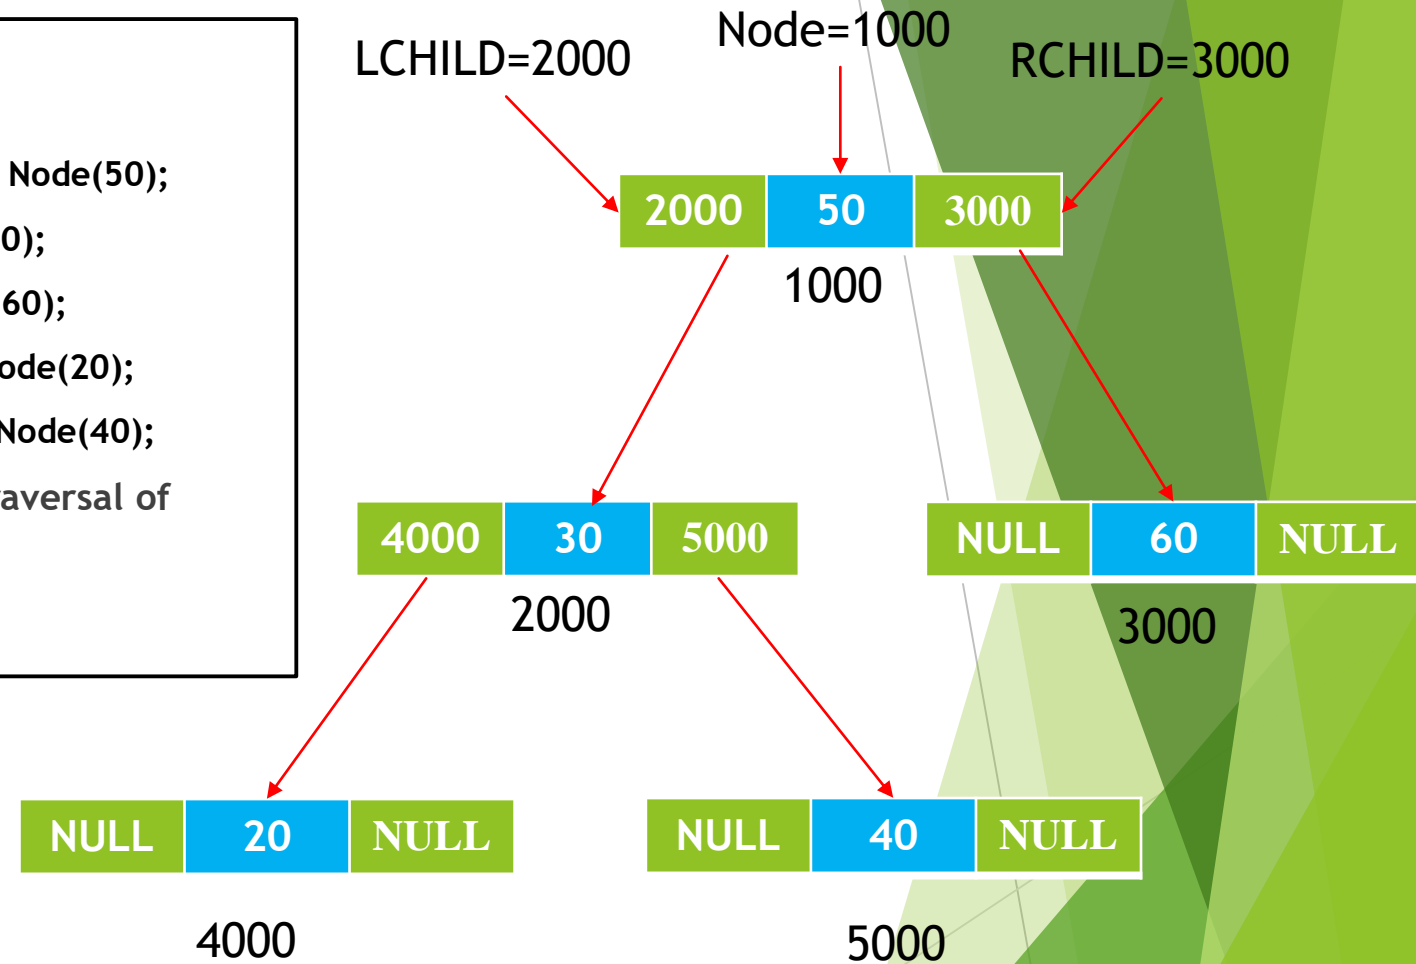 Node=1000
LCHILD=2000
RCHILD=3000
Node(50);
0);
60);
ode(20);
Node(40);
aversal of
2000 50 3000
1000
4000 30 5000
NULL 60 NULL
2000
3000
NULL 20 NULL
NULL 40 NULL
4000
5000